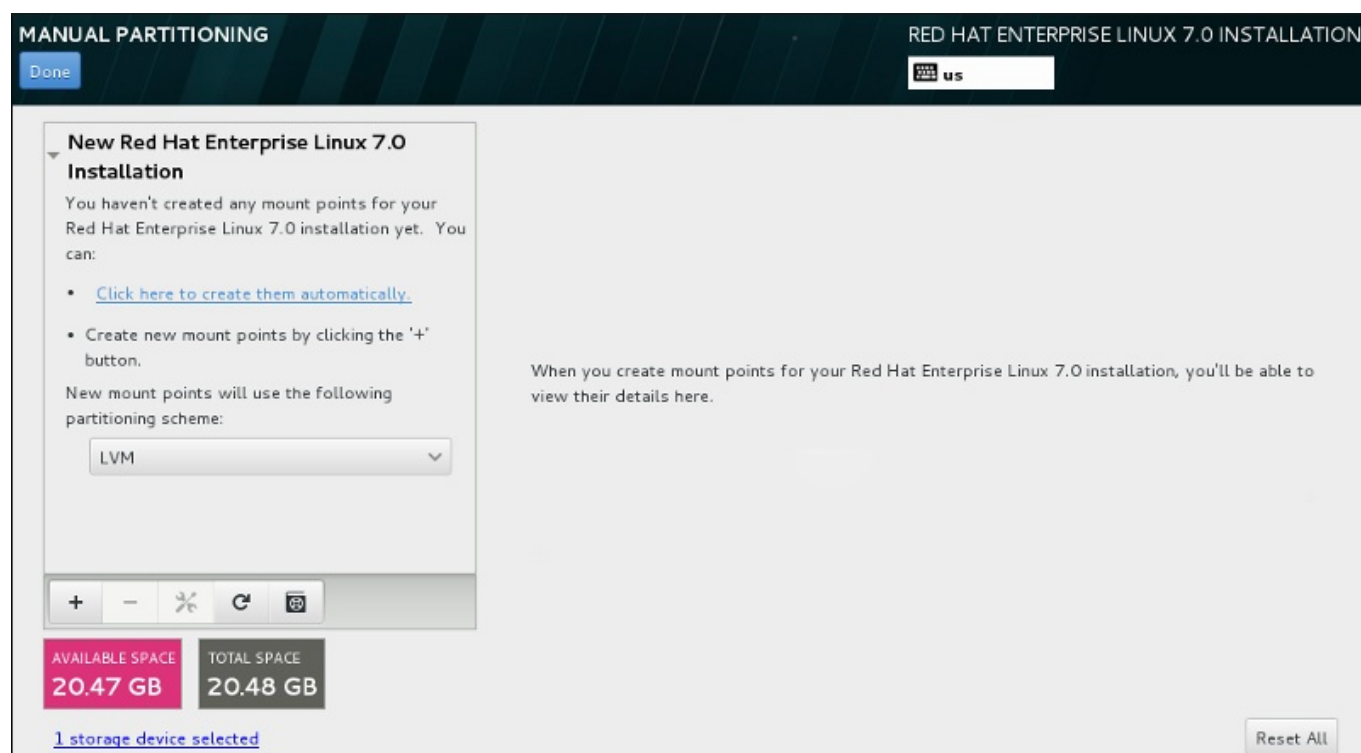 MANUAL PARTITIONING
Done
RED HAT ENTERPRISE LINUX 7.0 INSTALLATION
us
New Red Hat Enterprise Linux 7.0
Installation
You haven't created any mount points for your
Red Hat Enterprise Linux 7.0 installation yet. You
can:
• Click here to create them automatically.
• Create new mount points by clicking the '+'
button.
New mount points will use the following
partitioning scheme:
LVM
When you create mount points for your Red Hat Enterprise Linux 7.0 installation, you'll be able to
view their details here.
+ −
AVAILABLE SPACE
20.47 GB
TOTAL SPACE
20.48 GB
1 storage device selected
Reset All